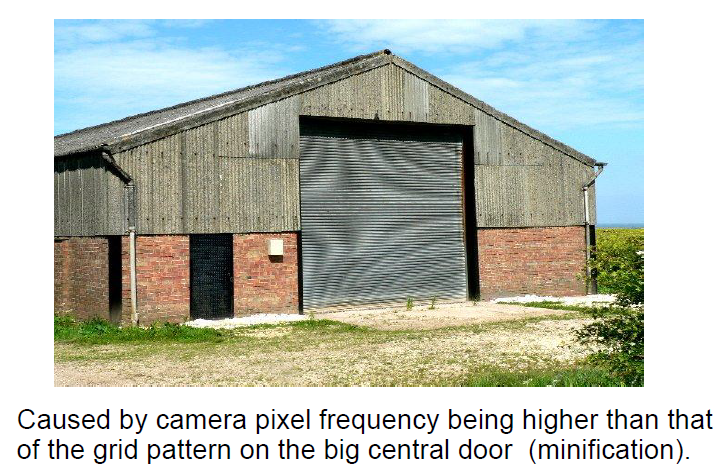 Caused by camera pixel frequency being higher than that
of the grid pattern on the big central door  (minification).